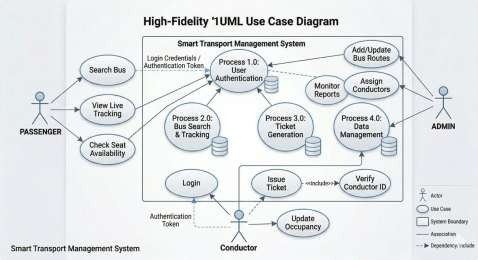 High-Fidelity '1UML Use Case Diagram
Smart Transport Management System
Login Credentials /
Authentication Token
Process 1.0:
User
Authentication
Add/Update
Bus Routes
Search Bus
Monitor
Reports
Assign
Conductors
View Live
Tracking
PASSENGER
ADMIN
Process 2.0:
Bus Search
& Tracking
Process 3.0:
Ticket
Generation
Process 4.0:
Data
Management
Check Seat
Availability
Login
Issue
Ticket
<<include>>
Verify
Conductor ID
Authentication
Token
Update
Occupancy
Conductor
Actor
Use Case
System Boundary
Association
Dependency: include
Smart Transport Management System